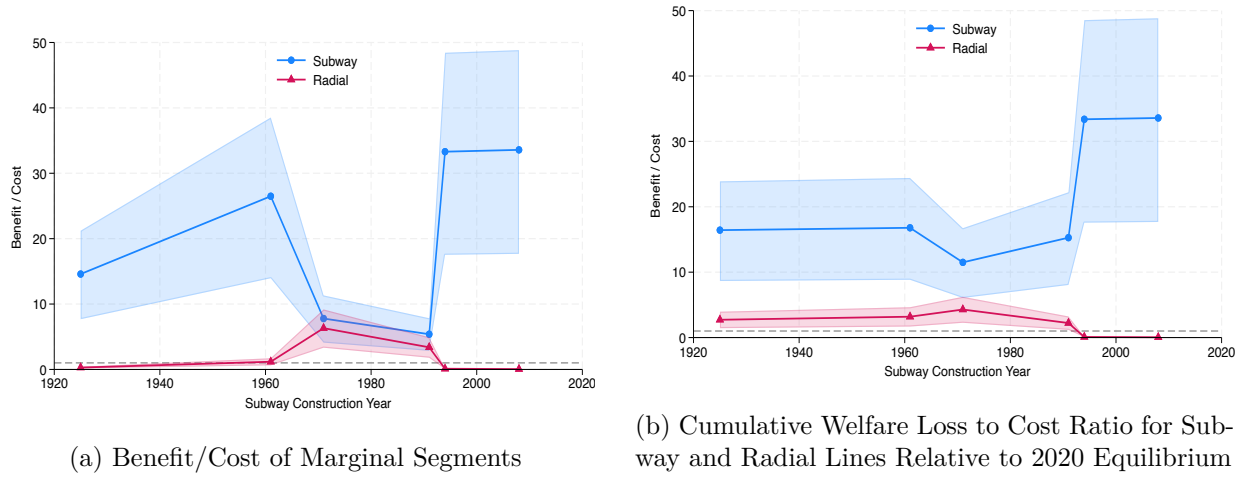 50
40
30
20
10
0
Benefit / Cost
Subway
Radial
1920
1940
1960
1980
2000
2020
Subway Construction Year
(a) Benefit/Cost of Marginal Segments
50
40
30
20
10
0
Benefit / Cost
Subway
Radial
1920
1940
1960
1980
2000
2020
Subway Construction Year
(b) Cumulative Welfare Loss to Cost Ratio for Sub-
way and Radial Lines Relative to 2020 Equilibrium